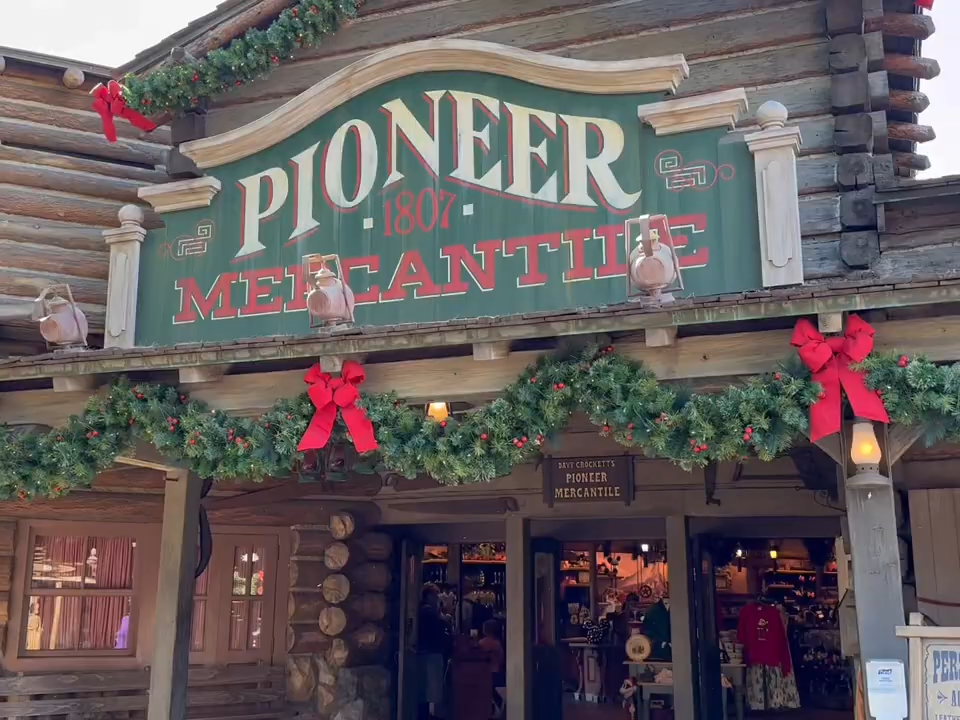 PIONEER
1807
MERCANTILE
DAVY CROCKETT'S
PIONEER
MERCANTILE